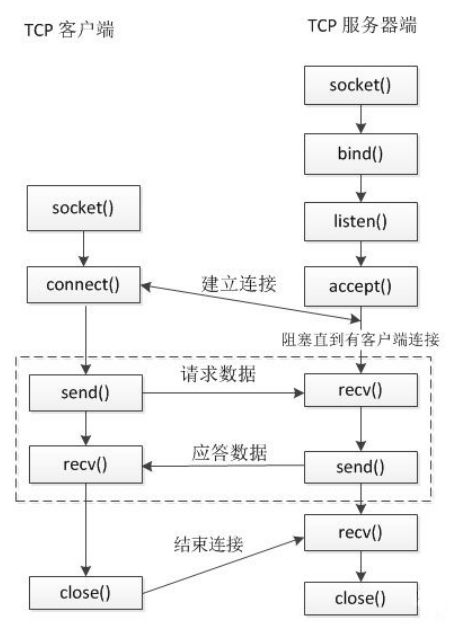 TCP 客户端
TCP 服务器端
socket()
bind()
socket()
listen()
connect()
建立连接
accept()
阻塞直到有客户端连接
send()
请求数据
recv()
recv()
应答数据
send()
结束连接
recv()
close()
close()